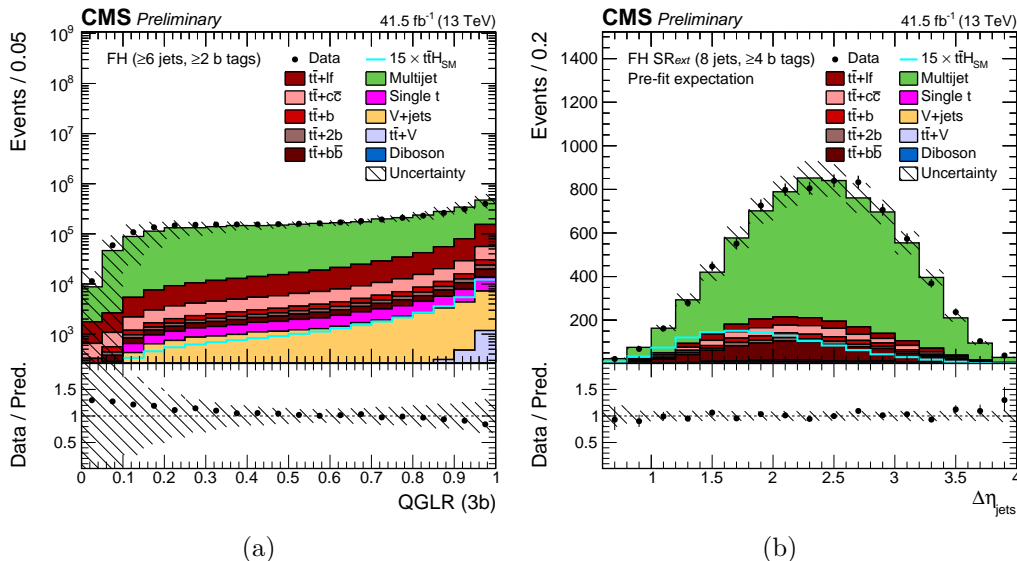 CMS Preliminary 41.5 fb⁻¹ (13 TeV)
Events / 0.05
10⁹
10⁸
10⁷
10⁶
10⁵
10⁴
10³
FH (≥6 jets, ≥2 b tags)
Data
15 × tt̄H_SM
tt̄+lf
Multijet
tt̄+cc̄
Single t
tt̄+b
V+jets
tt̄+2b
tt̄+V
tt̄+bb̄
Diboson
Uncertainty
Data / Pred.
1.5
1
0.5
0 0.1 0.2 0.3 0.4 0.5 0.6 0.7 0.8 0.9 1
QGLR (3b)
(a)
CMS Preliminary 41.5 fb⁻¹ (13 TeV)
Events / 0.2
1400
1200
1000
800
600
400
200
FH SR_ext (8 jets, ≥4 b tags)
Pre-fit expectation
Data
15 × tt̄H_SM
tt̄+lf
Multijet
tt̄+cc̄
Single t
tt̄+b
V+jets
tt̄+2b
tt̄+V
tt̄+bb̄
Diboson
Uncertainty
Data / Pred.
1.5
1
0.5
1 1.5 2 2.5 3 3.5 4
Δη_jets
(b)